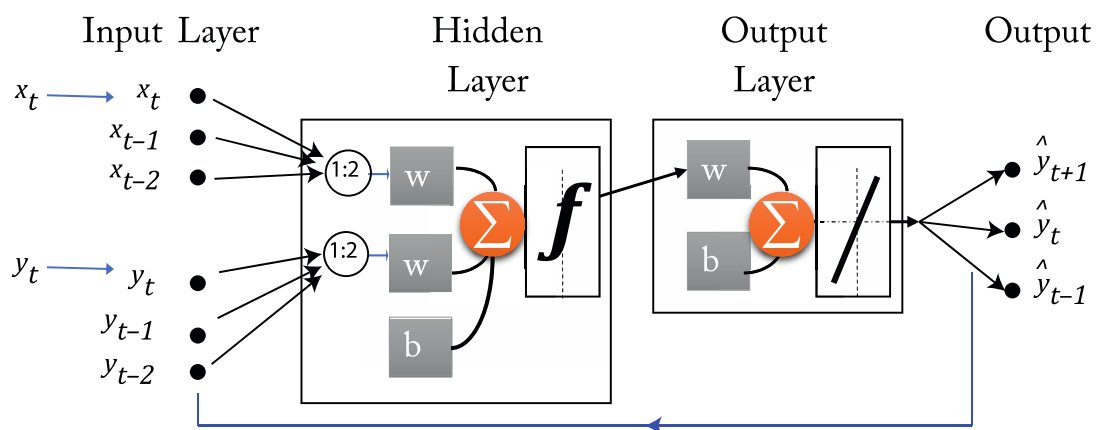 Input Layer
Hidden
Layer
Output
Layer
Output
x_t
x_t
x_{t–1}
x_{t–2}
y_t
y_t
y_{t–1}
y_{t–2}
1:2
1:2
w
w
b
Σ
f
w
b
Σ
ŷ_{t+1}
ŷ_t
ŷ_{t–1}